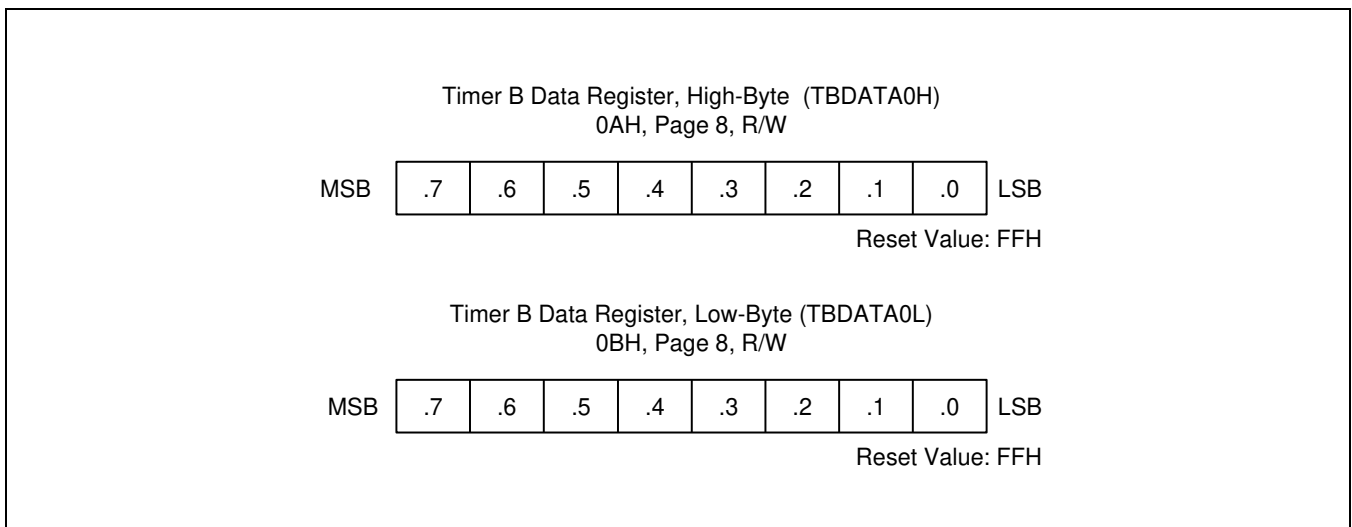 Timer B Data Register, High-Byte (TBDATA0H)
0AH, Page 8, R/W
MSB .7 .6 .5 .4 .3 .2 .1 .0 LSB
Reset Value: FFH
Timer B Data Register, Low-Byte (TBDATA0L)
0BH, Page 8, R/W
MSB .7 .6 .5 .4 .3 .2 .1 .0 LSB
Reset Value: FFH